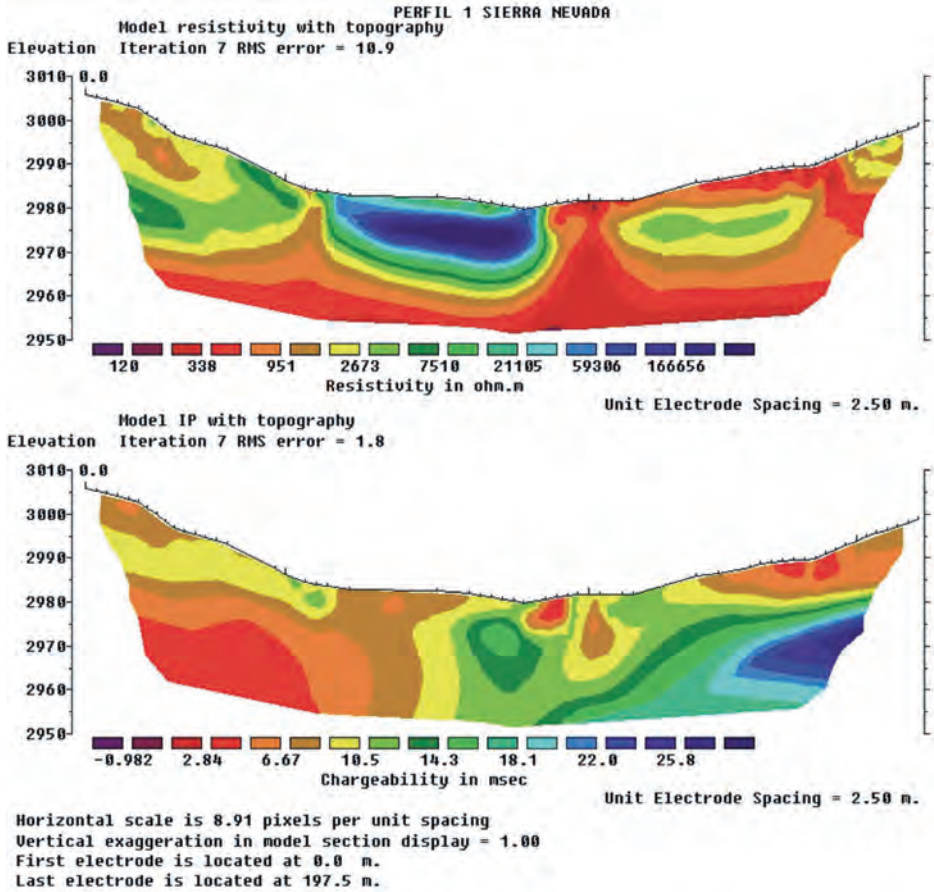 PERFIL 1 SIERRA NEVADA
Model resistivity with topography
Elevation Iteration 7 RMS error = 10.9
3010 0.0
3000
2990
2980
2970
2960
2950
120 338 951 2673 7510 21105 59306 166656
Resistivity in ohm.m
Unit Electrode Spacing = 2.50 m.
Model IP with topography
Elevation Iteration 7 RMS error = 1.8
3010 0.0
3000
2990
2980
2970
2960
2950
-0.982 2.84 6.67 10.5 14.3 18.1 22.0 25.8
Chargeability in msec
Unit Electrode Spacing = 2.50 m.
Horizontal scale is 8.91 pixels per unit spacing
Vertical exaggeration in model section display = 1.00
First electrode is located at 0.0 m.
Last electrode is located at 197.5 m.